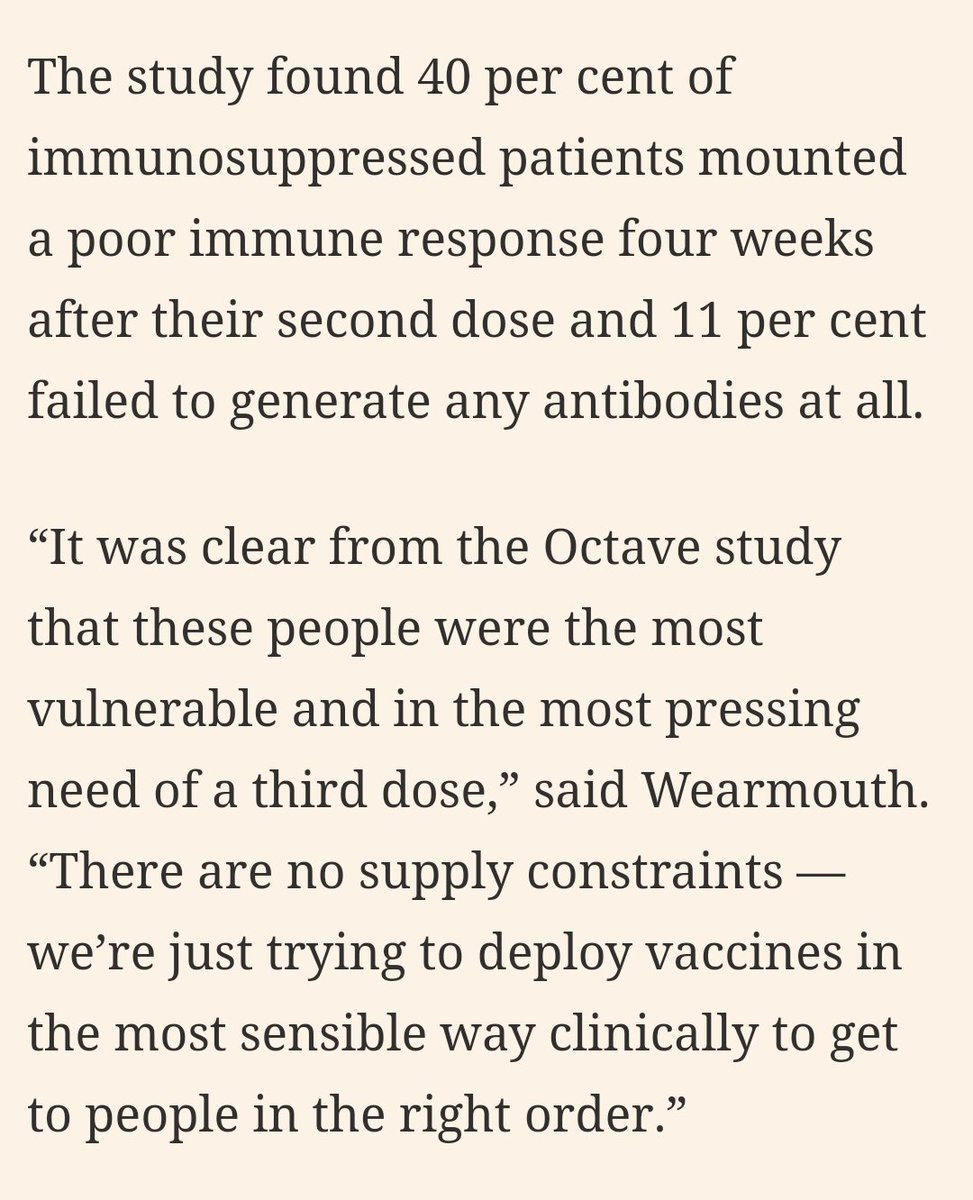 The study found 40 per cent of
immunosuppressed patients mounted
a poor immune response four weeks
after their second dose and 11 per cent
failed to generate any antibodies at all.
“It was clear from the Octave study
that these people were the most
vulnerable and in the most pressing
need of a third dose,” said Wearmouth.
“There are no supply constraints —
we’re just trying to deploy vaccines in
the most sensible way clinically to get
to people in the right order.”